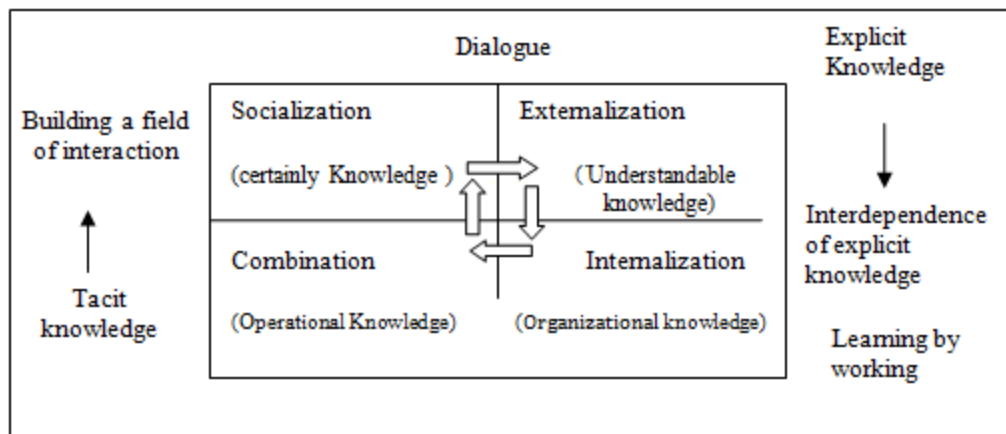 Dialogue
Explicit
Knowledge
Building a field
of interaction
Socialization
(certainly Knowledge )
Externalization
(Understandable
knowledge)
Interdependence
of explicit
knowledge
Tacit
knowledge
Combination
(Operational Knowledge)
Internalization
(Organizational knowledge)
Learning by
working